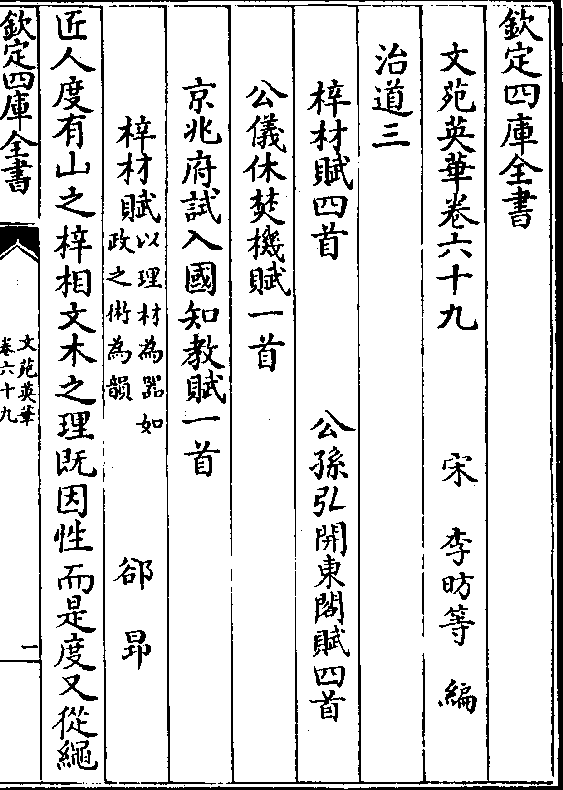 欽定四庫全書
文苑英華卷六十九　宋　李昉等　編
治道三
梓材賦四首　公孫弘開東閣賦四首
公儀休焚機賦一首
京兆府試入國知教賦一首
梓材賦以理材為器如政之術為韻　郤昻
匠人度有山之梓相文木之理既因性而是度又從繩
欽定四庫全書
文苑英華
卷六十九
一